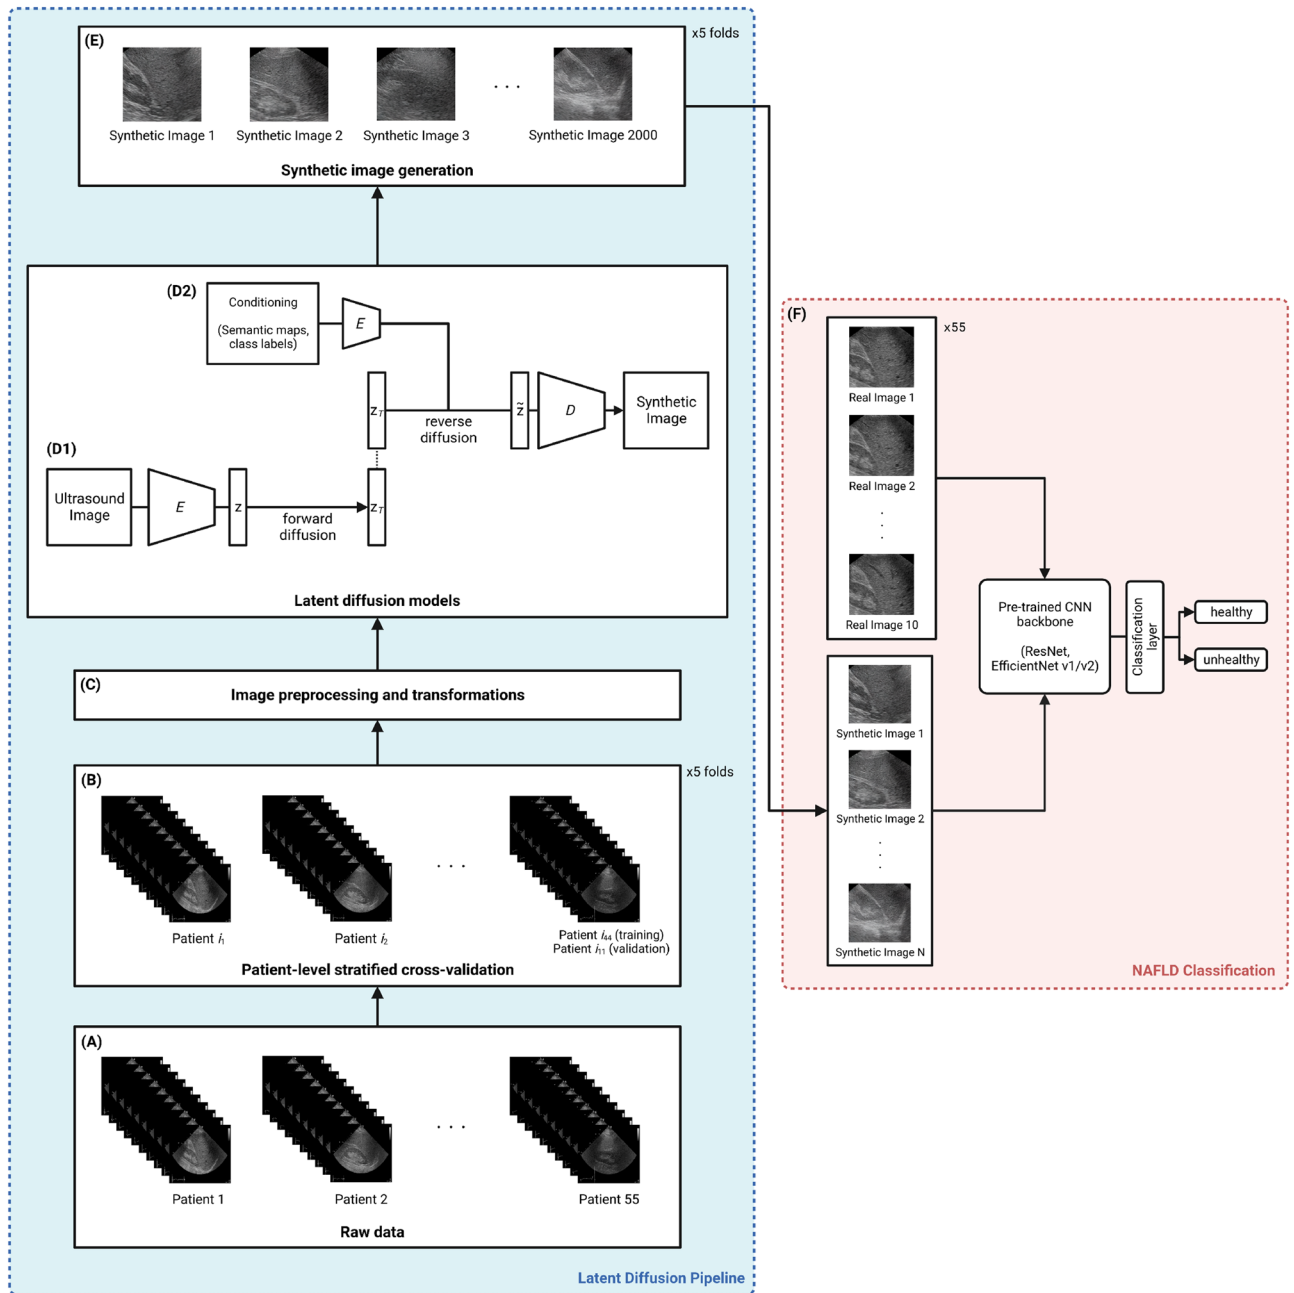 (E)
x5 folds
Synthetic Image 1
Synthetic Image 2
Synthetic Image 3
. . .
Synthetic Image 2000
Synthetic image generation
(D2)
Conditioning
(Semantic maps,
class labels)
E
z_T
reverse
diffusion
z̃
D
Synthetic
Image
(D1)
Ultrasound
Image
E
z
forward
diffusion
z_T
Latent diffusion models
(C)
Image preprocessing and transformations
(B)
x5 folds
. . .
Patient i₁
Patient i₂
Patient i₄₄ (training)
Patient i₁₁ (validation)
Patient-level stratified cross-validation
(A)
. . .
Patient 1
Patient 2
Patient 55
Raw data
Latent Diffusion Pipeline
(F)
x55
Real Image 1
Real Image 2
.
.
.
Real Image 10
Synthetic Image 1
Synthetic Image 2
.
.
.
Synthetic Image N
Pre-trained CNN
backbone
(ResNet,
EfficientNet v1/v2)
Classification
layer
healthy
unhealthy
NAFLD Classification